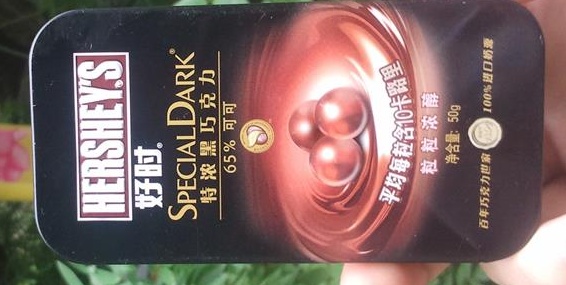 HERSHEY'S
好时®
SPECIAL DARK®
特浓黑巧克力
65% 可可
平均每粒含10卡路里
粒粒浓醇
净含量: 50g
百年巧克力世家
100%进口奶源